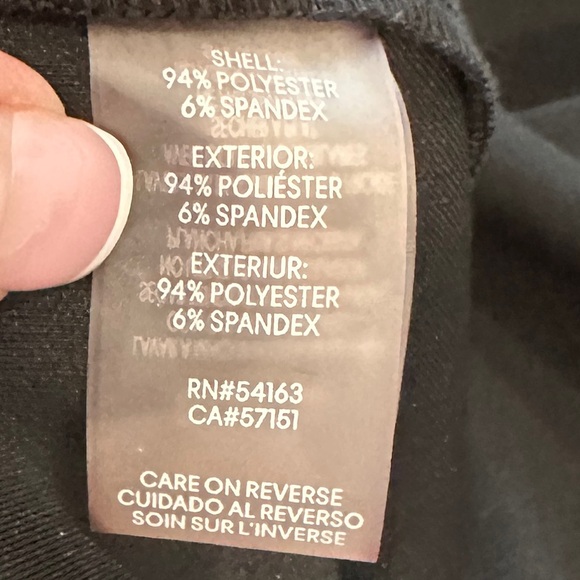 SHELL:
94% POLYESTER
6% SPANDEX
EXTERIOR:
94% POLIÉSTER
6% SPANDEX
EXTERIUR:
94% POLYESTER
6% SPANDEX
RN#54163
CA#57151
CARE ON REVERSE
CUIDADO AL REVERSO
SOIN SUR L'INVERSE